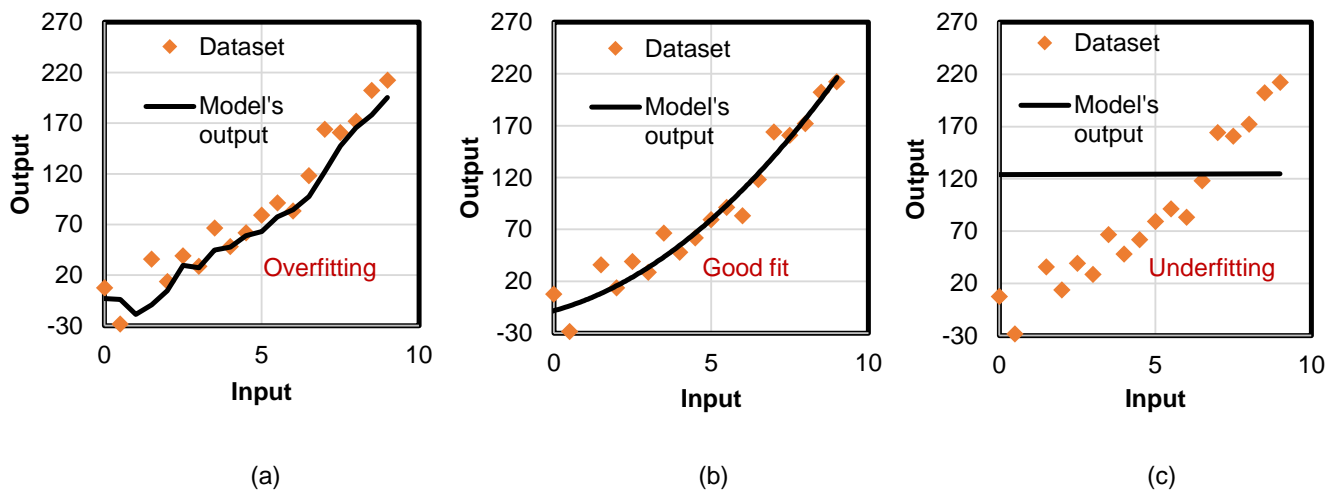 270
220
170
120
70
20
-30
Output
Dataset
Model's
output
Overfitting
0
5
10
Input
(a)
270
220
170
120
70
20
-30
Output
Dataset
Model's
output
Good fit
0
5
10
Input
(b)
270
220
170
120
70
20
-30
Output
Dataset
Model's
output
Underfitting
0
5
10
Input
(c)